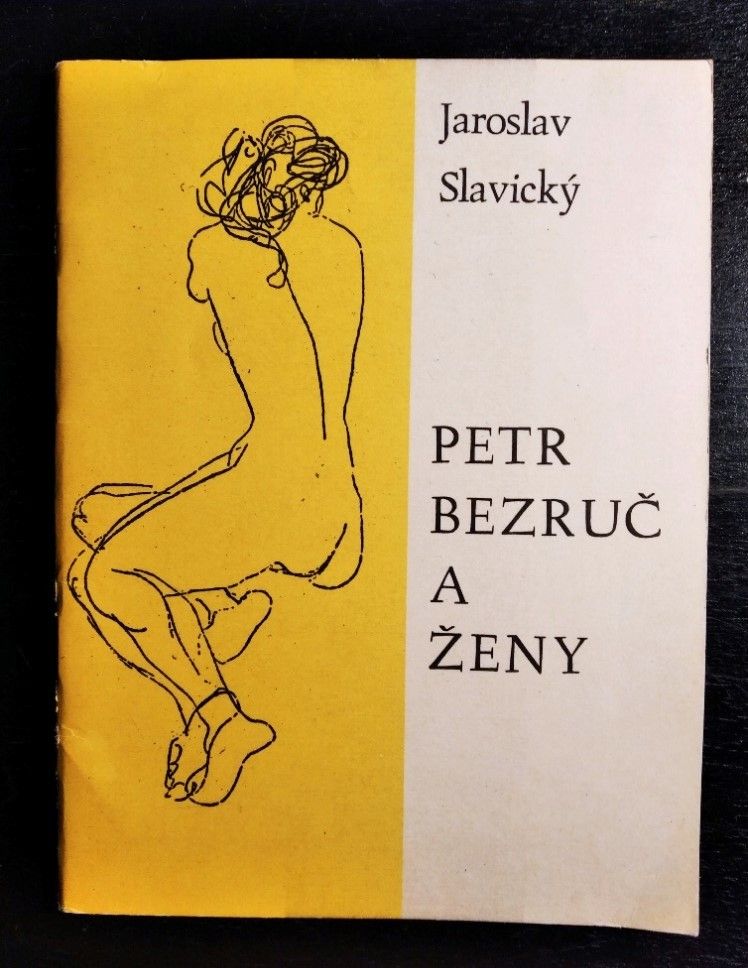 Jaroslav
Slavický
PETR
BEZRUČ
A
ŽENY